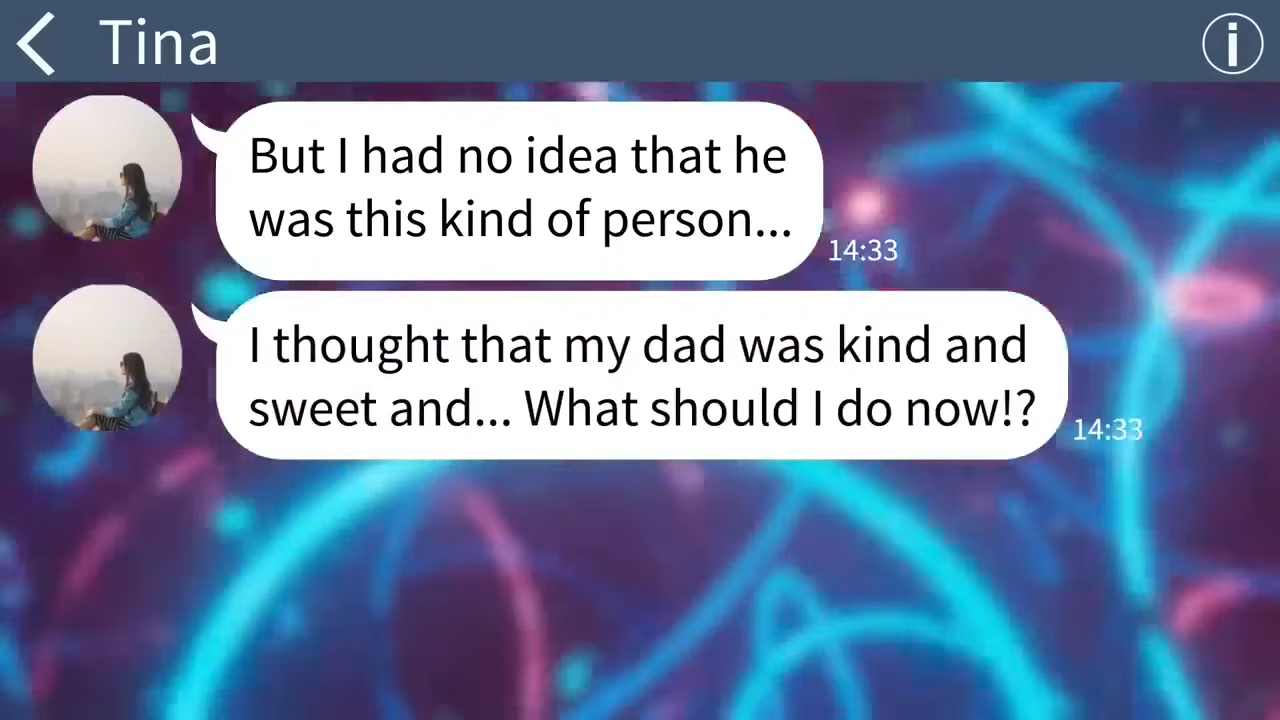 Tina
i
But I had no idea that he
was this kind of person...
14:33
I thought that my dad was kind and
sweet and... What should I do now!?
14:33